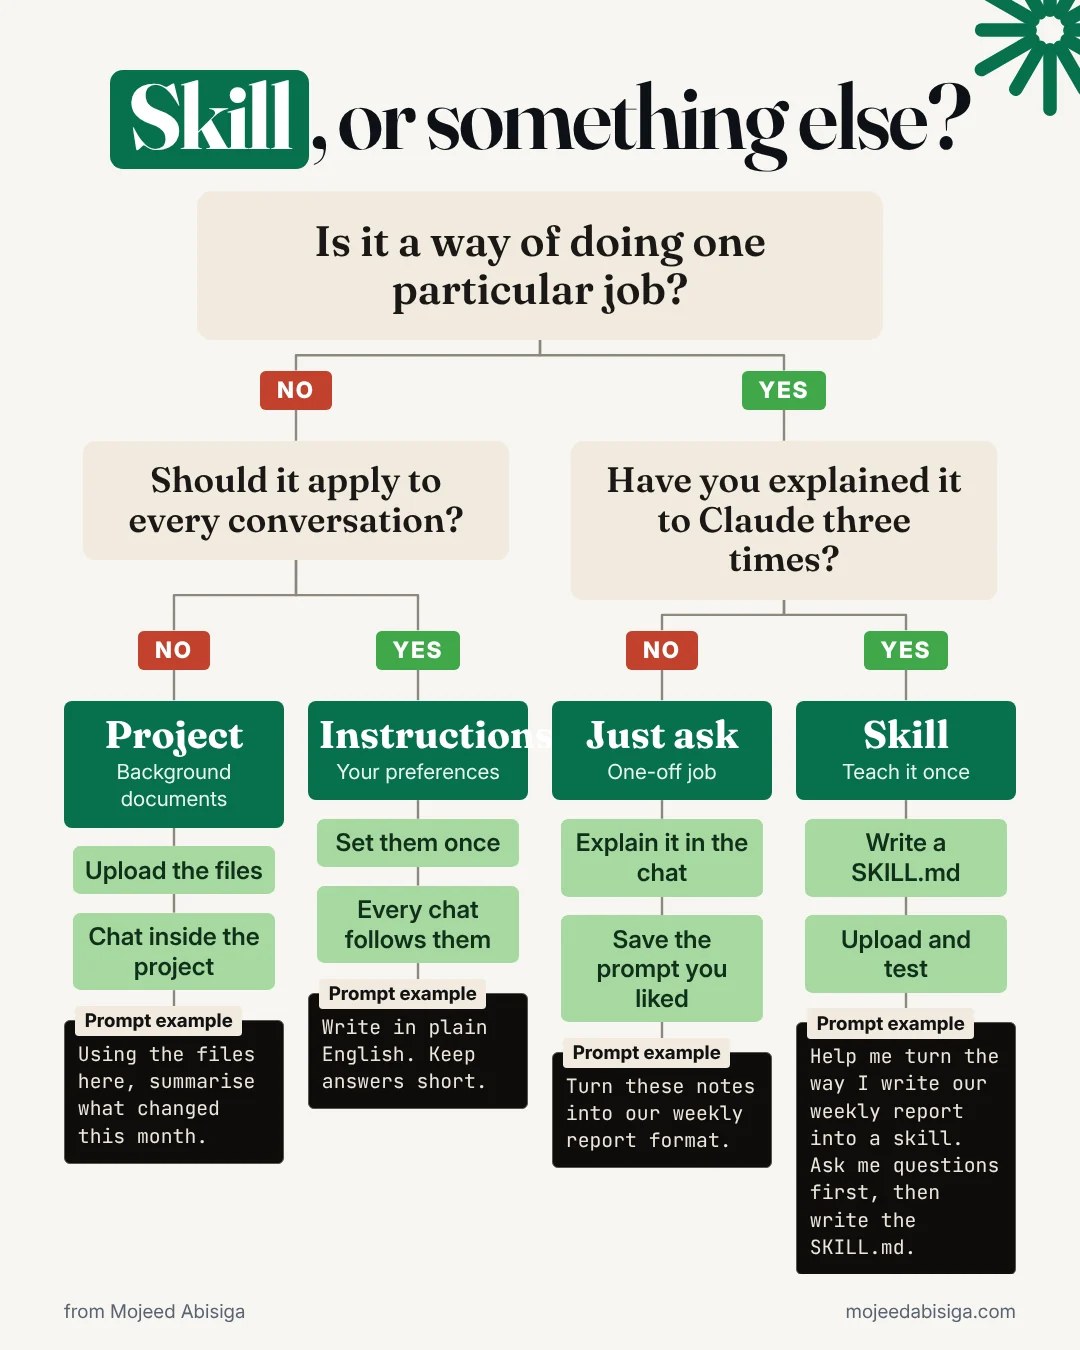 Skill, or something else?
Is it a way of doing one
particular job?
NO
YES
Should it apply to
every conversation?
Have you explained it
to Claude three
times?
NO
YES
NO
YES
Project
Background
documents
Upload the files
Chat inside the
project
Prompt example
Using the files
here, summarise
what changed
this month.
Instructions
Your preferences
Set them once
Every chat
follows them
Prompt example
Write in plain
English. Keep
answers short.
Just ask
One-off job
Explain it in the
chat
Save the
prompt you
liked
Prompt example
Turn these notes
into our weekly
report format.
Skill
Teach it once
Write a
SKILL.md
Upload and
test
Prompt example
Help me turn the
way I write our
weekly report
into a skill.
Ask me questions
first, then
write the
SKILL.md.
from Mojeed Abisiga
mojeedabisiga.com